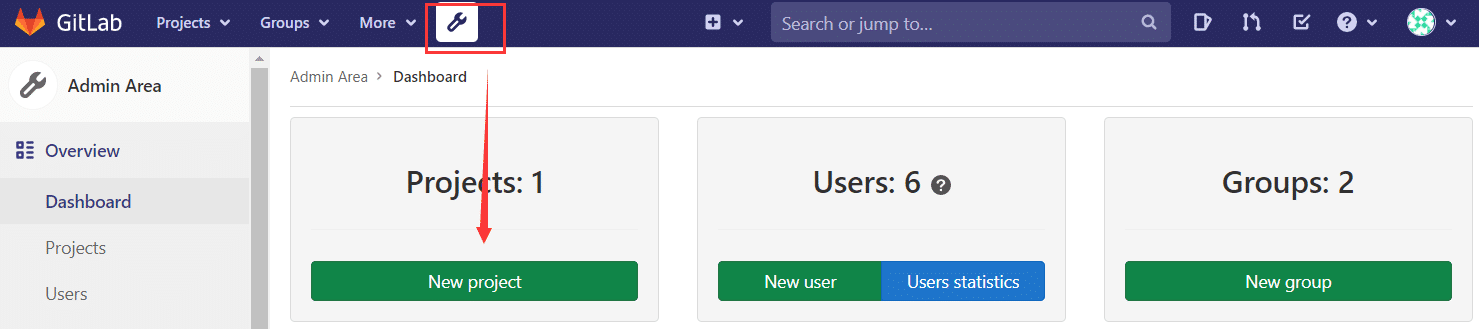 GitLab Projects Groups More Search or jump to...
Admin Area
Admin Area > Dashboard
Overview
Dashboard
Projects
Users
Projects: 1
New project
Users: 6
New user Users statistics
Groups: 2
New group